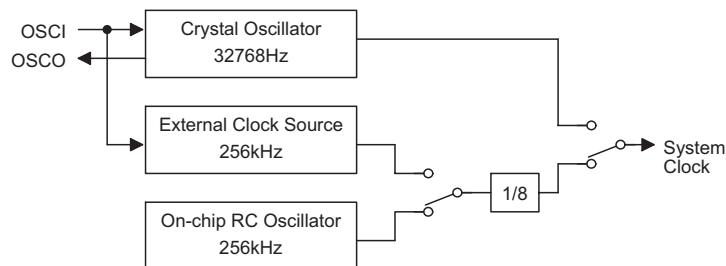 OSCI
OSCO
Crystal Oscillator
32768Hz
External Clock Source
256kHz
On-chip RC Oscillator
256kHz
1/8
System
Clock